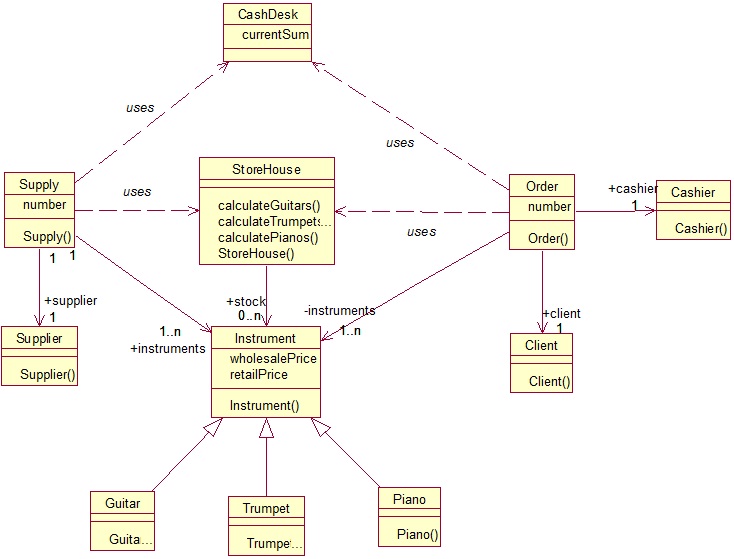 CashDesk
currentSum
uses
uses
Supply
number
Supply()
1
1
uses
StoreHouse
calculateGuitars()
calculateTrumpets...
calculatePianos()
StoreHouse()
uses
Order
number
Order()
+cashier
1
Cashier
Cashier()
+supplier
1
+stock
0..n
-instruments
1..n
+client
1
1..n
+instruments
Supplier
Supplier()
Instrument
wholesalePrice
retailPrice
Instrument()
Client
Client()
Guitar
Guita...
Trumpet
Trumpet...
Piano
Piano()